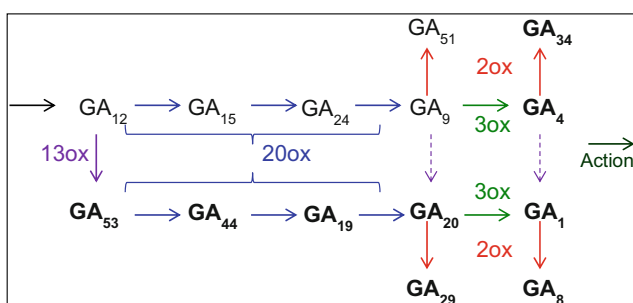 GA51 GA34
2ox
GA12 GA15 GA24 GA9 GA4
3ox
13ox 20ox Action
3ox
GA53 GA44 GA19 GA20 GA1
2ox
GA29 GA8